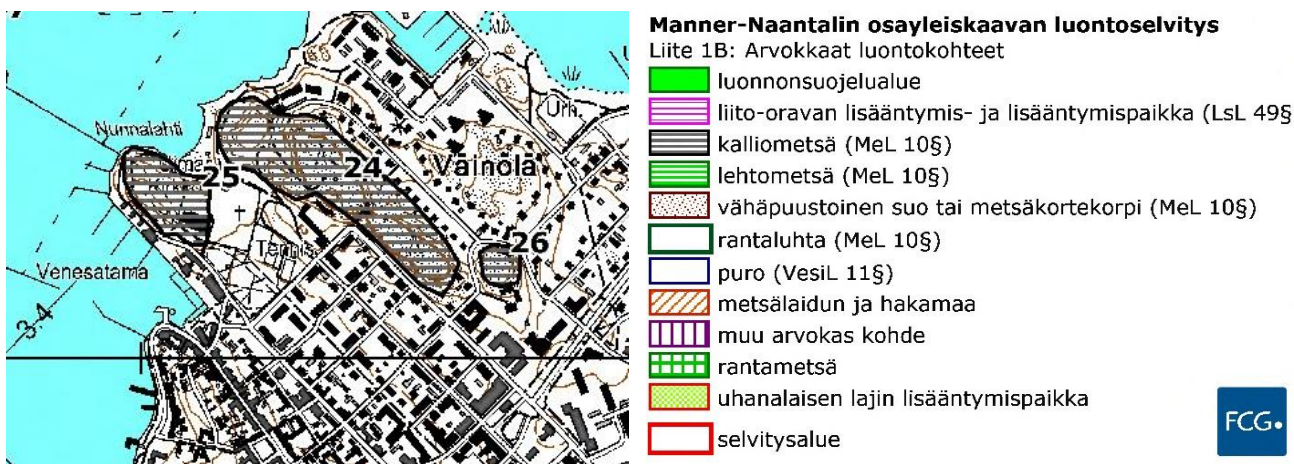 Urh.
Nunnalahti
Väinölä
24
25
26
Tennis
Venesatama
3.4
Manner-Naantalin osayleiskaavan luontoselvitys
Liite 1B: Arvokkaat luontokohteet
luonnonsuojelualue
liito-oravan lisääntymis- ja lisääntymispaikka (LsL 49§
kalliometsä (MeL 10§)
lehtometsä (MeL 10§)
vähäpuustoinen suo tai metsäkortekorpi (MeL 10§)
rantaluhta (MeL 10§)
puro (VesiL 11§)
metsälaidun ja hakamaa
muu arvokas kohde
rantametsä
uhanalaisen lajin lisääntymispaikka
selvitysalue
FCG.